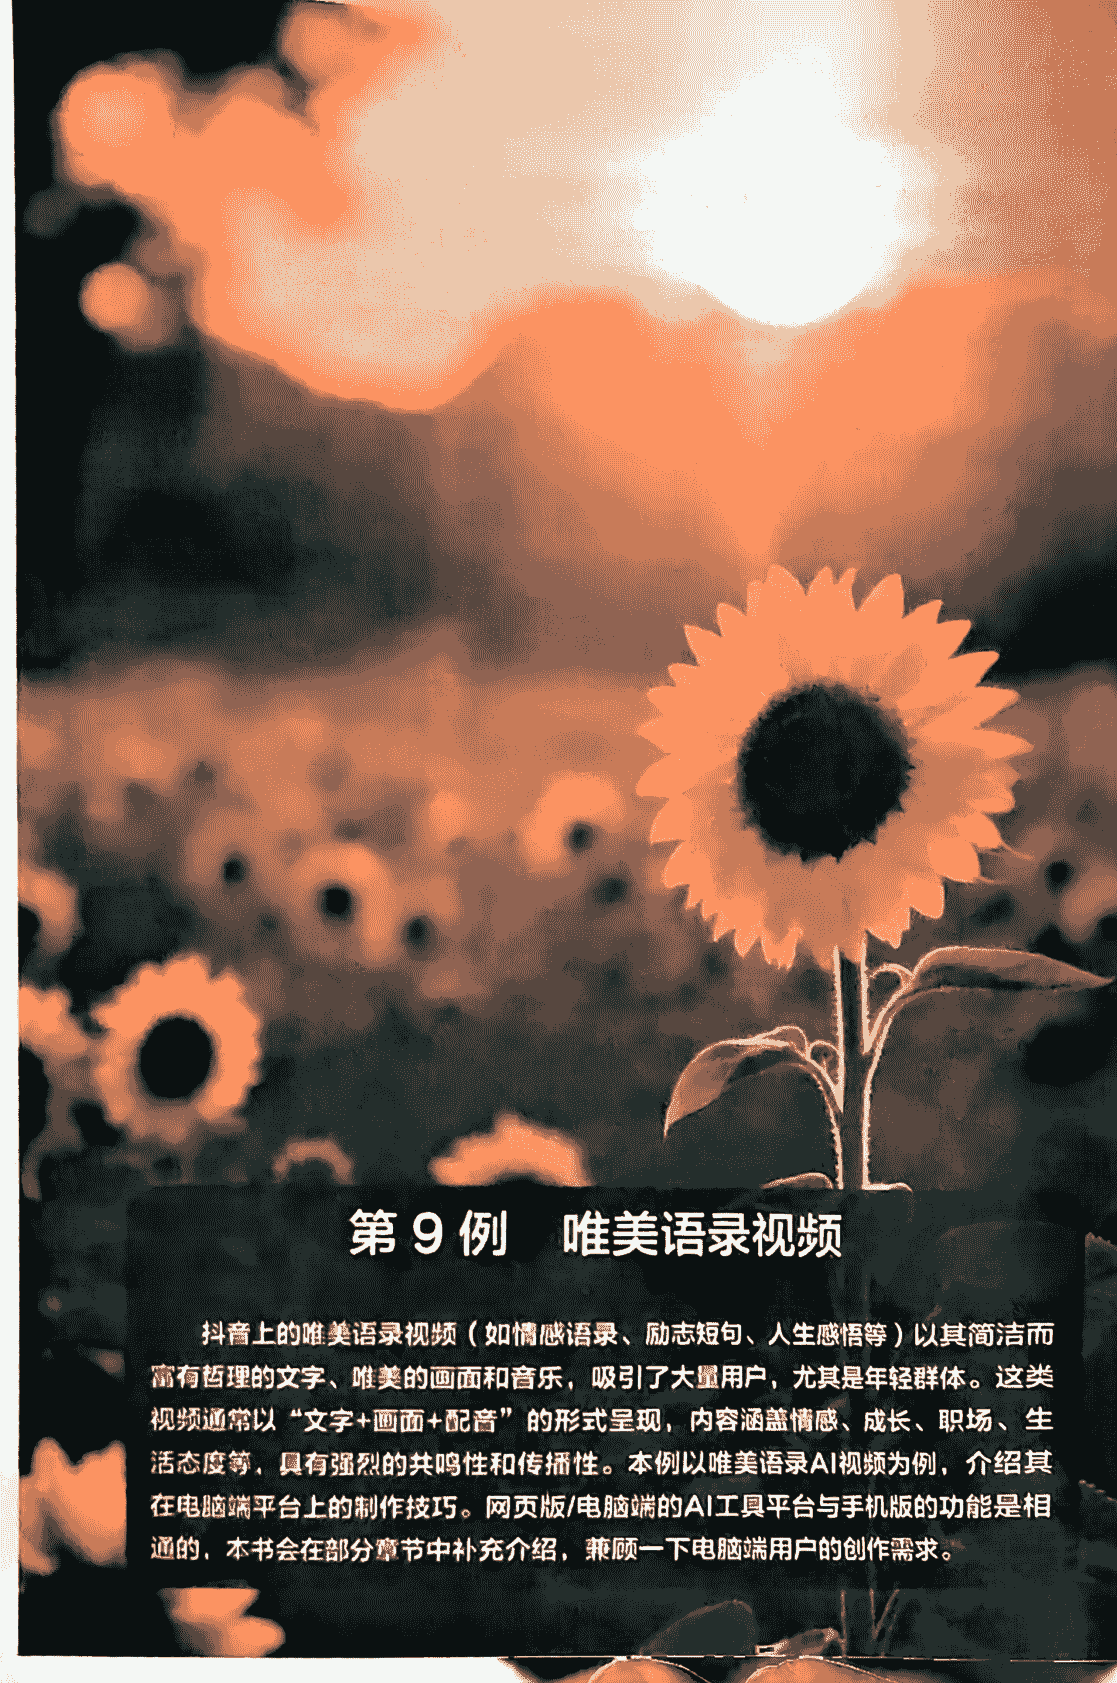 第 9 例　唯美语录视频
抖音上的唯美语录视频（如情感语录、励志短句、人生感悟等）以其简洁而
富有哲理的文字、唯美的画面和音乐，吸引了大量用户，尤其是年轻群体。这类
视频通常以“文字+画面+配音”的形式呈现，内容涵盖情感、成长、职场、生
活态度等，具有强烈的共鸣性和传播性。本例以唯美语录AI视频为例，介绍其
在电脑端平台上的制作技巧。网页版/电脑端的AI工具平台与手机版的功能是相
通的，本书会在部分章节中补充介绍，兼顾一下电脑端用户的创作需求。